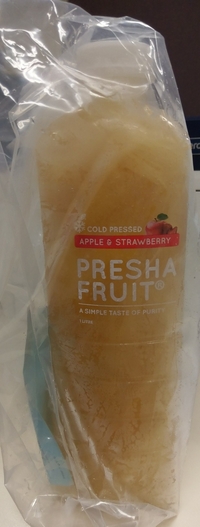 COLD PRESSED
APPLE & STRAWBERRY
PRESHA
FRUIT®
A SIMPLE TASTE OF PURITY